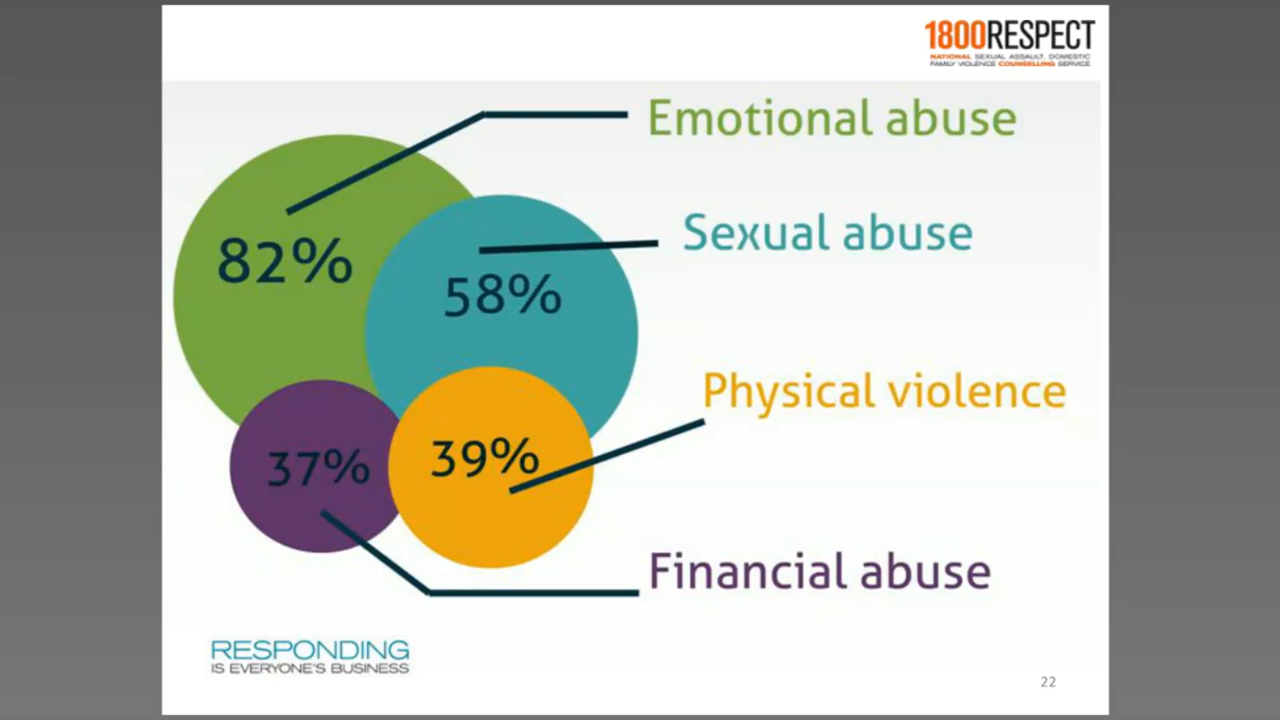 1800RESPECT
NATIONAL SEXUAL ASSAULT, DOMESTIC
FAMILY VIOLENCE COUNSELLING SERVICE
Emotional abuse
82%
Sexual abuse
58%
Physical violence
39%
37%
Financial abuse
RESPONDING
IS EVERYONE'S BUSINESS
22